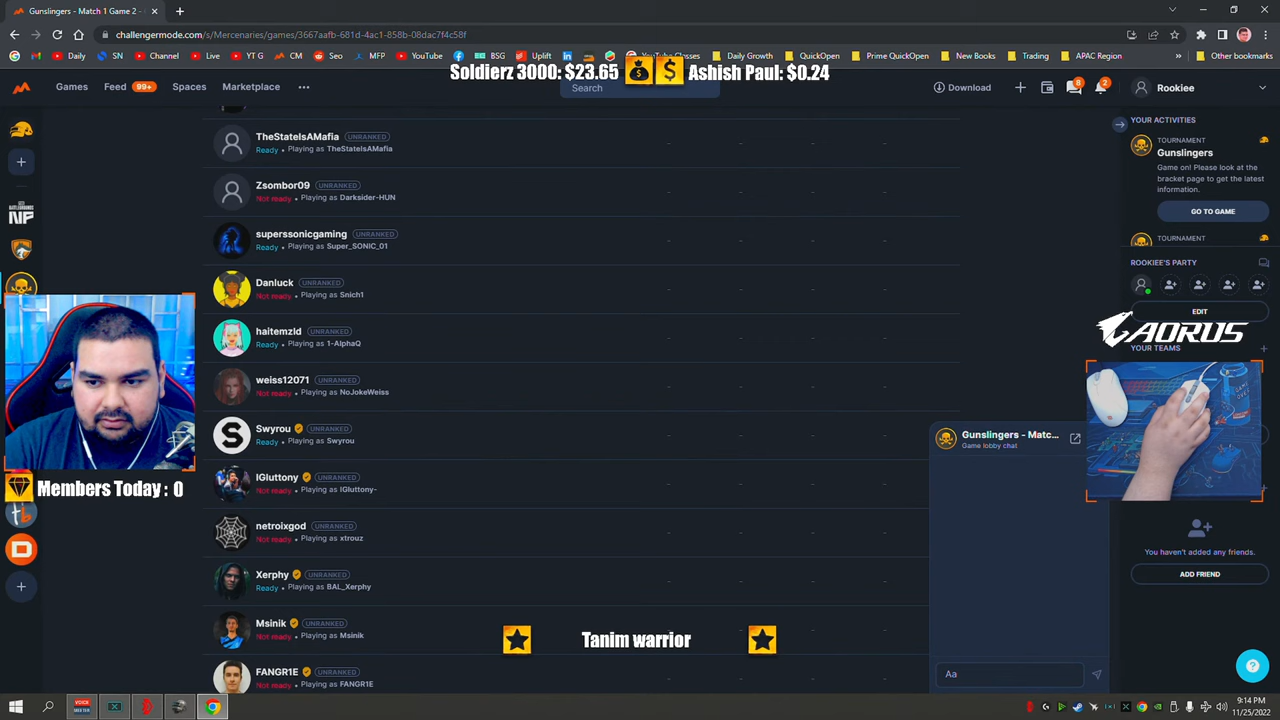 Gunslingers - Match 1 Game 2 -
challengermode.com/s/Mercenaries/games/3667aafb-681d-4ac1-858b-08dac7f4c58f
Mail
Daily
SN
Channel
Live
YT G
CM
Seo
MFP
YouTube
BSG
Uplift
YouTube Classes
Daily Growth
QuickOpen
Prime QuickOpen
New Books
Trading
APAC Region
»
Other bookmarks
Soldierz 3000: $23.65
Ashish Paul: $0.24
Games
Feed
99+
Spaces
Marketplace
Search
Download
8
2
Rookiee
TheStateIsAMafia UNRANKED
Ready • Playing as TheStateIsAMafia
Zsombor09 UNRANKED
Not ready • Playing as Darksider-HUN
superssonicgaming UNRANKED
Ready • Playing as Super_SONIC_01
Danluck UNRANKED
Not ready • Playing as Snich1
haitemzld UNRANKED
Ready • Playing as 1-AlphaQ
weiss12071 UNRANKED
Not ready • Playing as NoJokeWeiss
Swyrou UNRANKED
Ready • Playing as Swyrou
IGluttony UNRANKED
Not ready • Playing as IGluttony-
netroixgod UNRANKED
Not ready • Playing as xtrouz
Xerphy UNRANKED
Ready • Playing as BAL_Xerphy
Msinik UNRANKED
Not ready • Playing as Msinik
FANGR1E UNRANKED
Not ready • Playing as FANGR1E
YOUR ACTIVITIES
TOURNAMENT
Gunslingers
Game on! Please look at the
bracket page to get the latest
information.
GO TO GAME
TOURNAMENT
ROOKIEE'S PARTY
EDIT
AORUS
YOUR TEAMS
Gunslingers - Matc...
Game lobby chat
You haven't added any friends.
ADD FRIEND
Aa
Members Today : 0
Tanim warrior
VOICE
MEETER
9:14 PM
11/25/2022